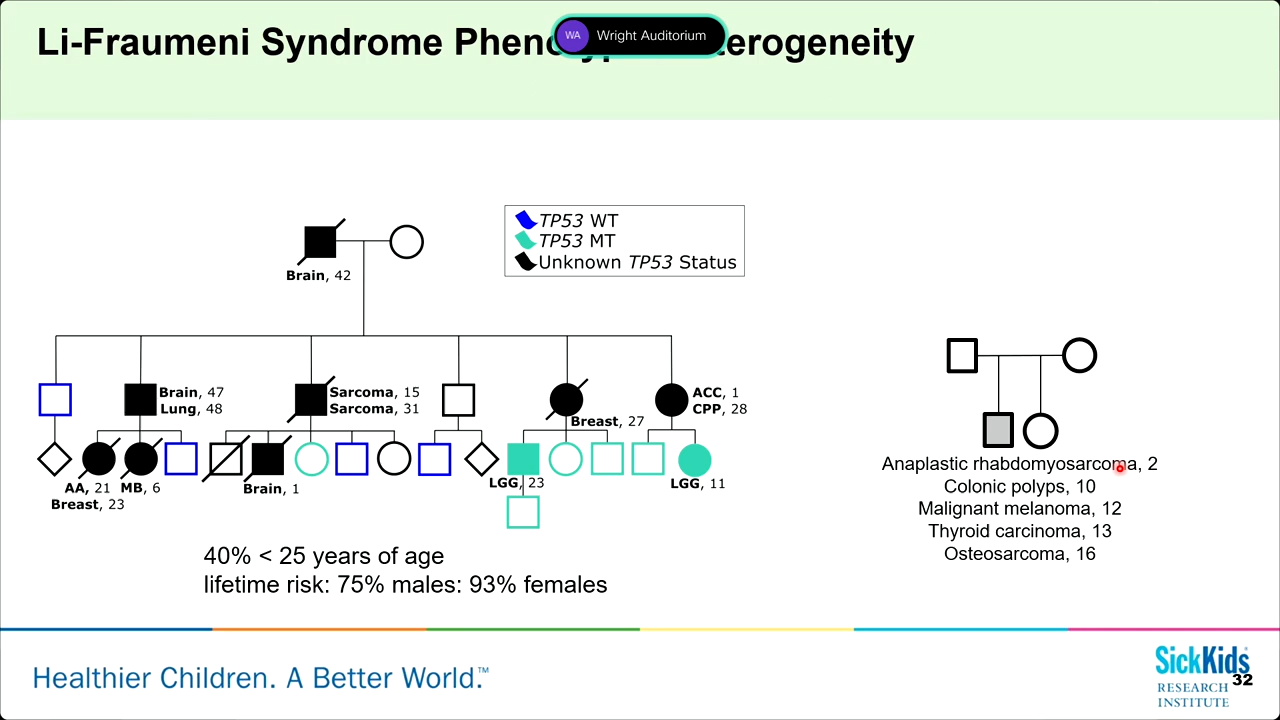 Li-Fraumeni Syndrome Pheno
erogeneity
WA Wright Auditorium
TP53 WT
TP53 MT
Unknown TP53 Status
Brain, 42
Brain, 47
Lung, 48
Sarcoma, 15
Sarcoma, 31
Breast, 27
ACC, 1
CPP, 28
AA, 21
Breast, 23
MB, 6
Brain, 1
LGG, 23
LGG, 11
40% < 25 years of age
lifetime risk: 75% males: 93% females
Anaplastic rhabdomyosarcoma, 2
Colonic polyps, 10
Malignant melanoma, 12
Thyroid carcinoma, 13
Osteosarcoma, 16
Healthier Children. A Better World.™
SickKids
RESEARCH
INSTITUTE
32